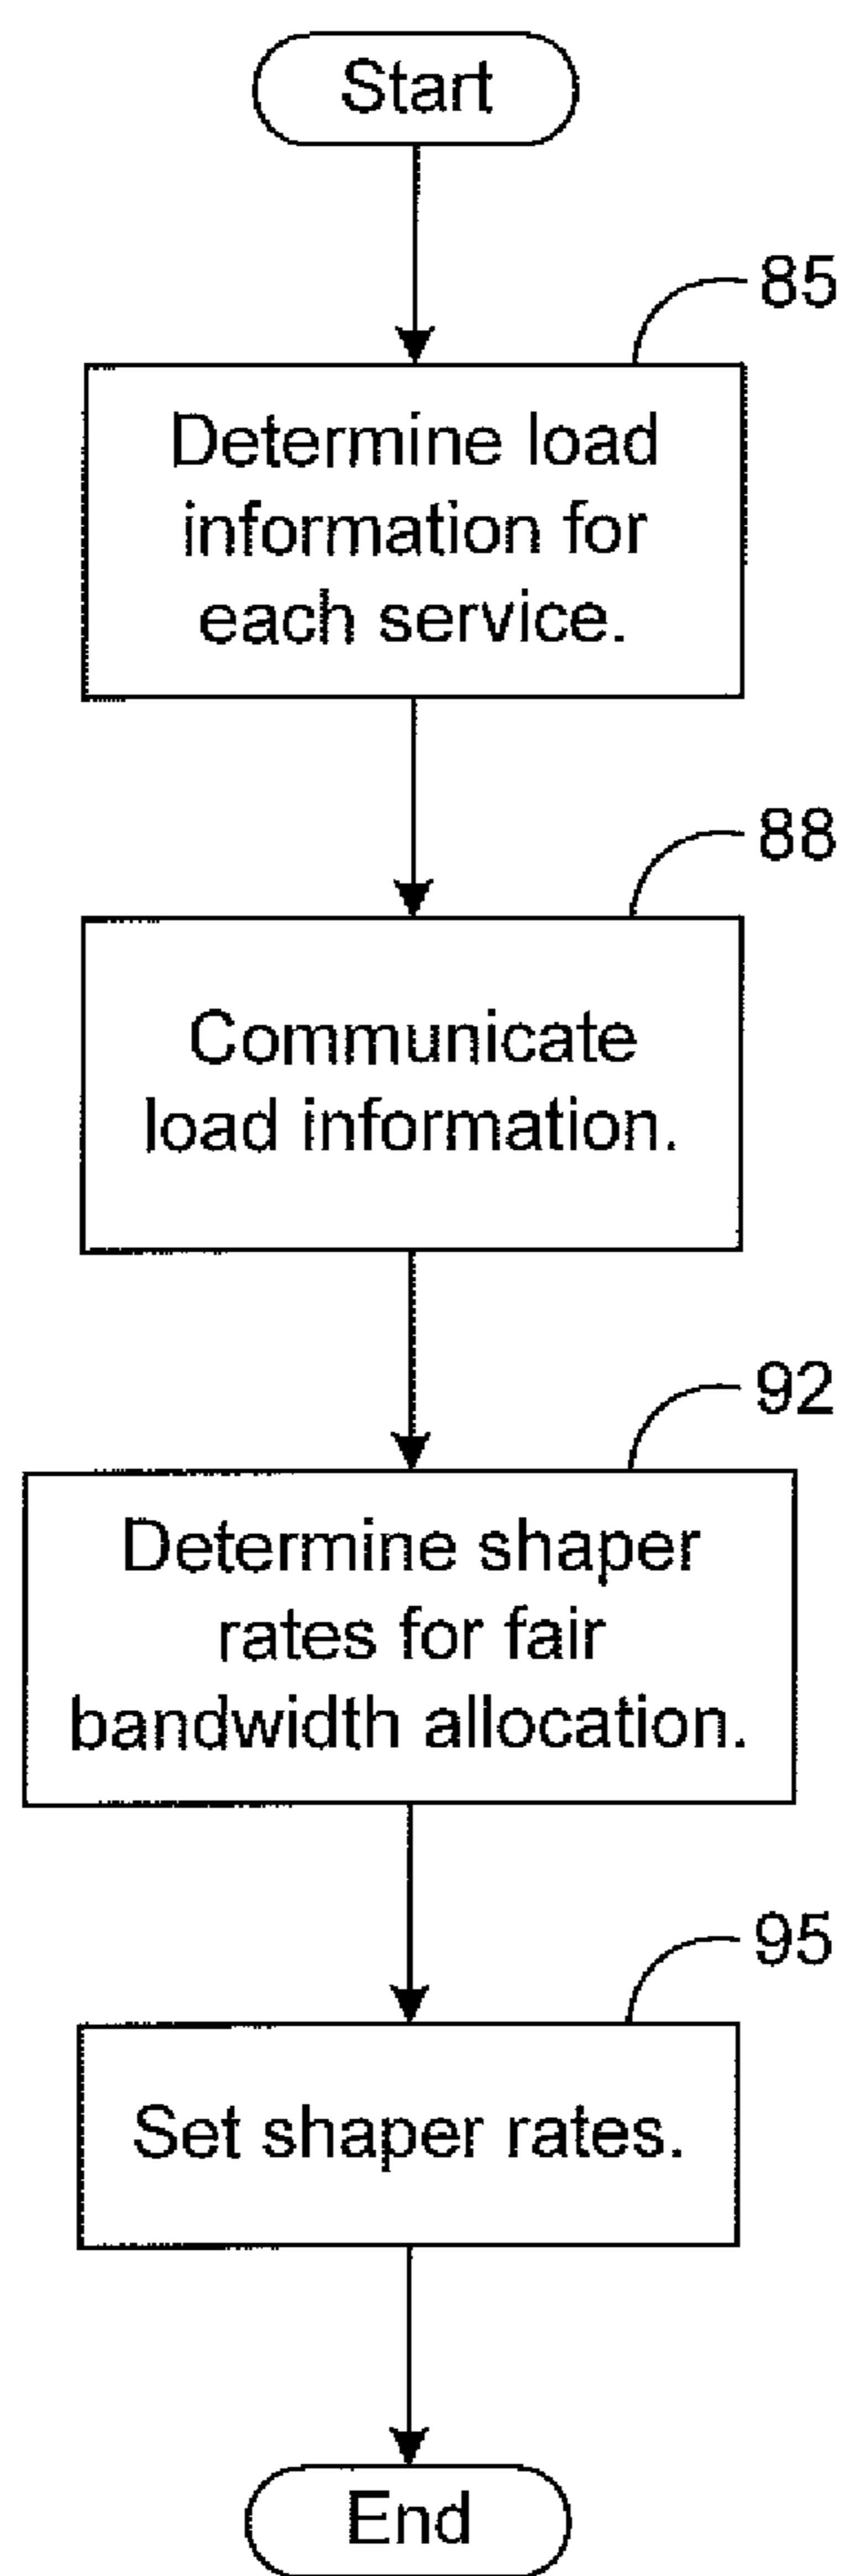 Start
85
Determine load
information for
each service.
88
Communicate
load information.
92
Determine shaper
rates for fair
bandwidth allocation.
95
Set shaper rates.
End